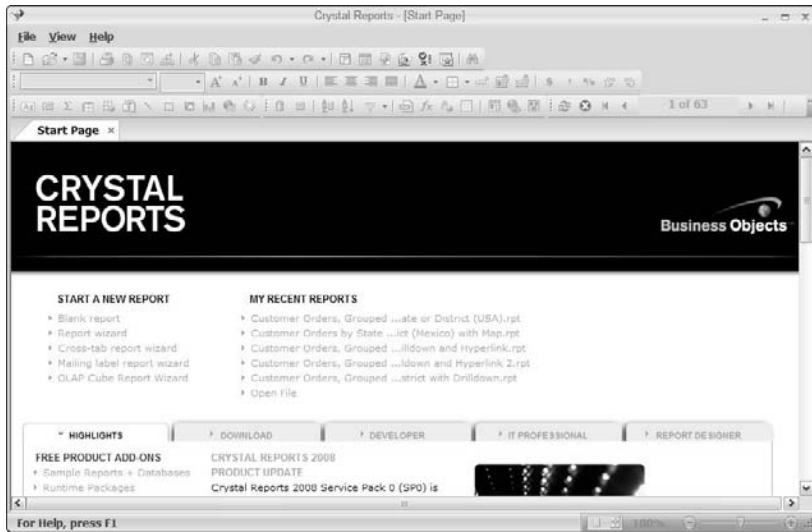 Crystal Reports - [Start Page]
File View Help
B I U
1 of 63
Start Page ×
CRYSTAL
REPORTS
Business Objects
START A NEW REPORT
Blank report
Report wizard
Cross-tab report wizard
Mailing label report wizard
OLAP Cube Report Wizard
MY RECENT REPORTS
Customer Orders, Grouped ...ate or District (USA).rpt
Customer Orders by State ...ict (Mexico) with Map.rpt
Customer Orders, Grouped ...illdown and Hyperlink.rpt
Customer Orders, Grouped ...ldown and Hyperlink 2.rpt
Customer Orders, Grouped ...strict with Drilldown.rpt
Open File
HIGHLIGHTS DOWNLOAD DEVELOPER IT PROFESSIONAL REPORT DESIGNER
FREE PRODUCT ADD-ONS
Sample Reports + Databases
Runtime Packages
CRYSTAL REPORTS 2008
PRODUCT UPDATE
Crystal Reports 2008 Service Pack 0 (SP0) is
For Help, press F1
100%